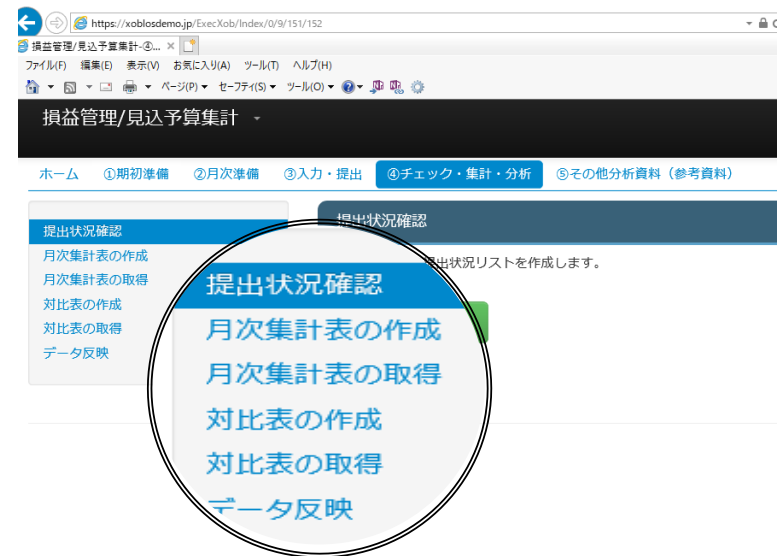 https://xoblosdemo.jp/ExecXob/Index/0/9/151/152
損益管理/見込予算集計-④...
ファイル(F) 編集(E) 表示(V) お気に入り(A) ツール(T) ヘルプ(H)
ページ(P) セーフティ(S) ツール(O)
損益管理/見込予算集計
ホーム ①期初準備 ②月次準備 ③入力・提出 ④チェック・集計・分析 ⑤その他分析資料（参考資料）
提出状況確認
月次集計表の作成
月次集計表の取得
対比表の作成
対比表の取得
データ反映
提出状況確認
出状況リストを作成します。
提出状況確認
月次集計表の作成
月次集計表の取得
対比表の作成
対比表の取得
データ反映